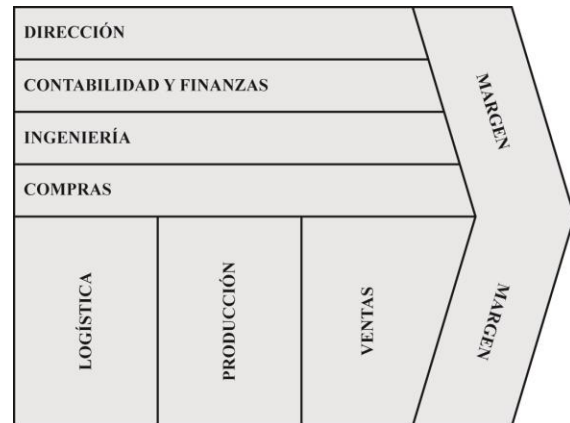 DIRECCIÓN
CONTABILIDAD Y FINANZAS
INGENIERÍA
COMPRAS
MARGEN
LOGÍSTICA
PRODUCCIÓN
VENTAS
MARGEN